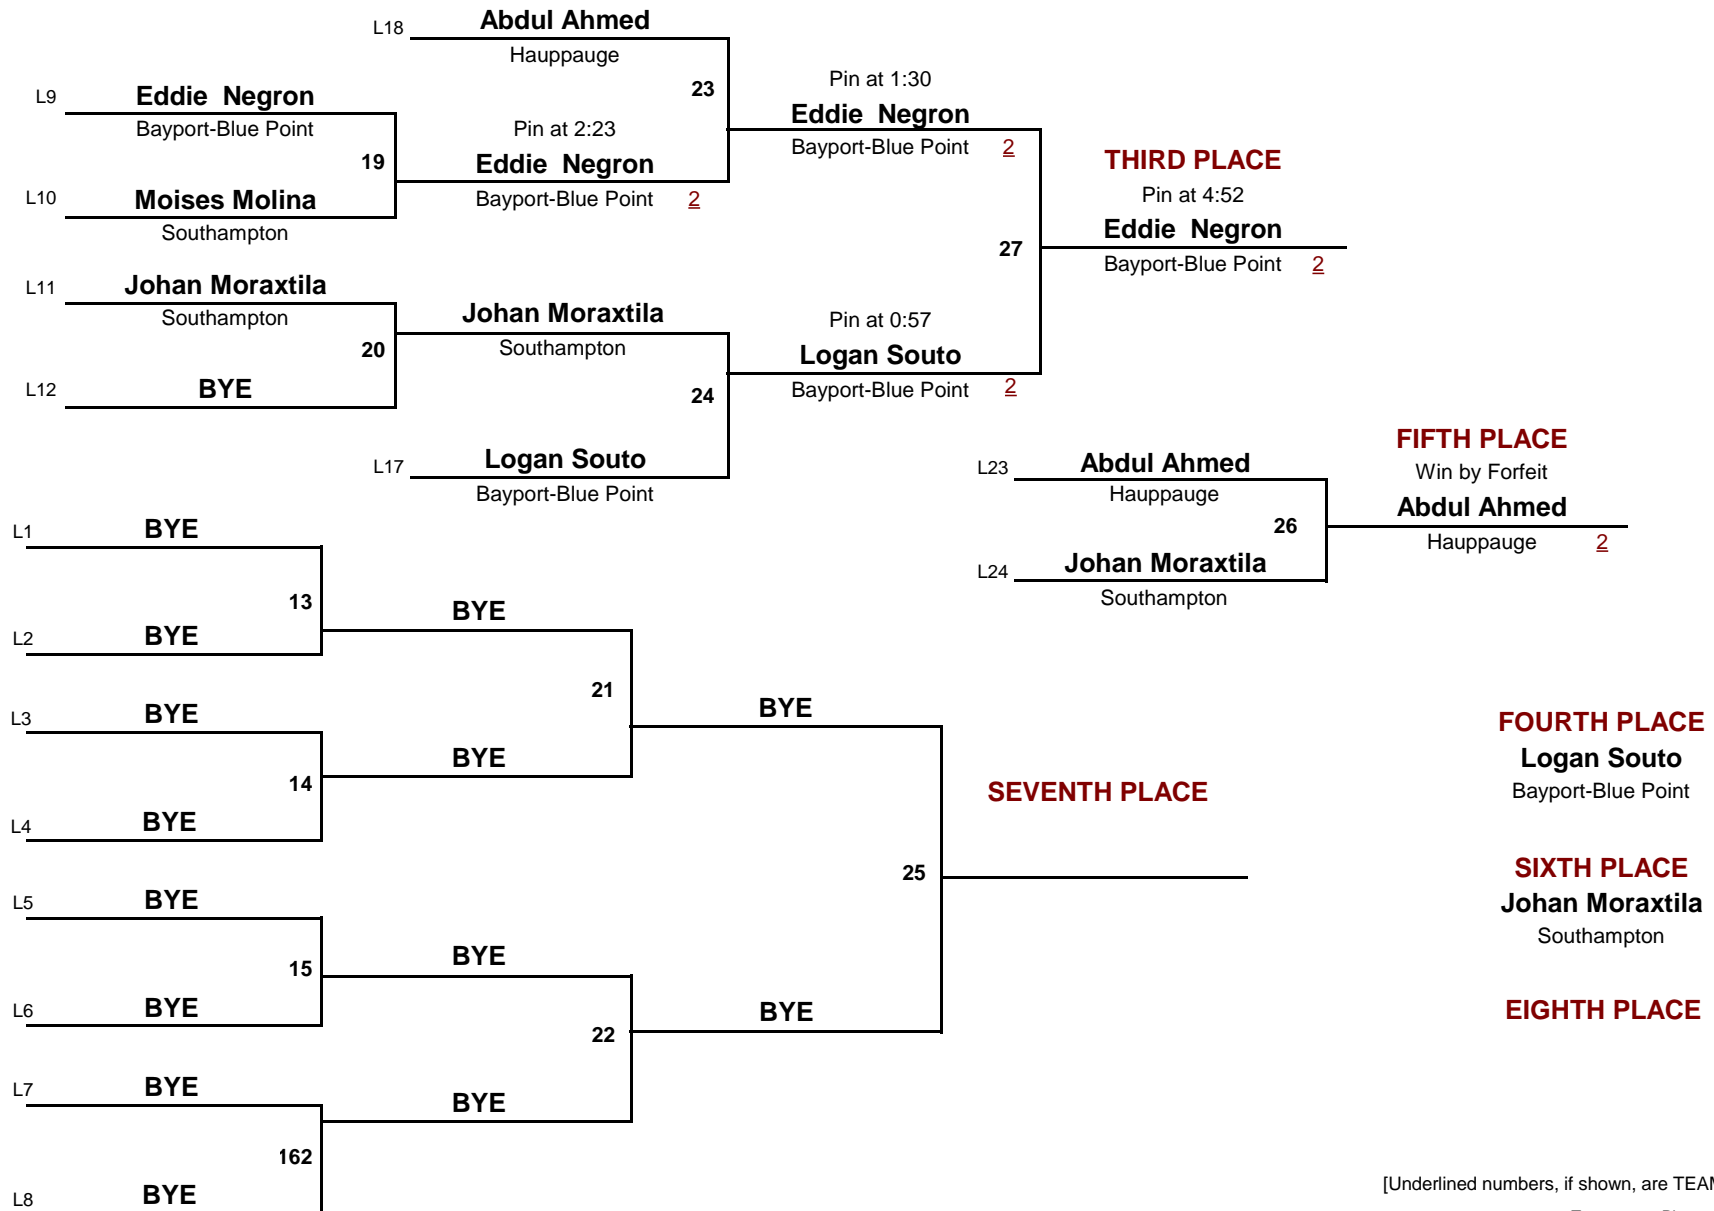 L18 Abdul Ahmed
Hauppauge
L9 Eddie Negron
Bayport-Blue Point
19
L10 Moises Molina
Southampton
Pin at 2:23
Eddie Negron
Bayport-Blue Point 2
23
Pin at 1:30
Eddie Negron
Bayport-Blue Point 2
L11 Johan Moraxtila
Southampton
20
L12 BYE
Johan Moraxtila
Southampton
24
L17 Logan Souto
Bayport-Blue Point
Pin at 0:57
Logan Souto
Bayport-Blue Point 2
27
THIRD PLACE
Pin at 4:52
Eddie Negron
Bayport-Blue Point 2
L23 Abdul Ahmed
Hauppauge
26
L24 Johan Moraxtila
Southampton
FIFTH PLACE
Win by Forfeit
Abdul Ahmed
Hauppauge 2
L1 BYE
13
L2 BYE
BYE
L3 BYE
14
L4 BYE
BYE
21
BYE
L5 BYE
15
L6 BYE
BYE
L7 BYE
162
L8 BYE
BYE
22
BYE
25
SEVENTH PLACE
FOURTH PLACE
Logan Souto
Bayport-Blue Point
SIXTH PLACE
Johan Moraxtila
Southampton
EIGHTH PLACE
[Underlined numbers, if shown, are TEAM